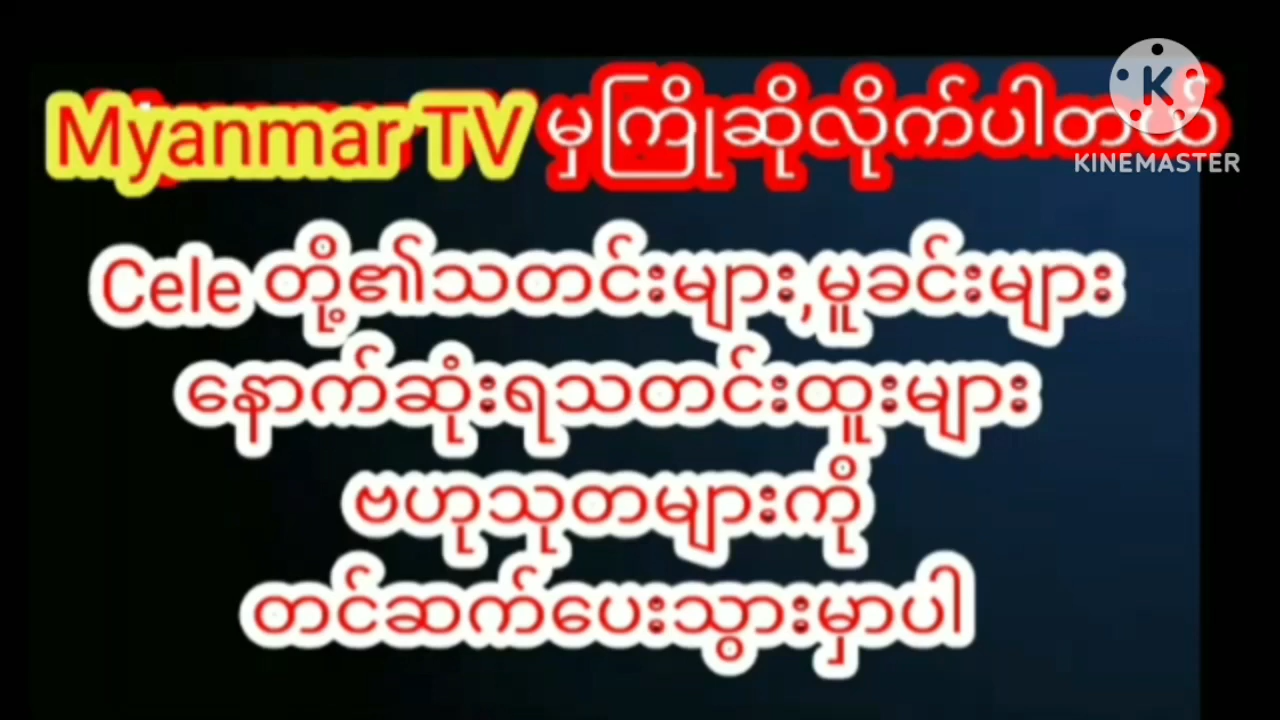 Myanmar TV မှကြိုဆိုလိုက်ပါတယ်
KINEMASTER
Cele တို့၏သတင်းများ,မူခင်းများ
နောက်ဆုံးရသတင်းထူးများ
ဗဟုသုတများကို
တင်ဆက်ပေးသွားမှာပါ